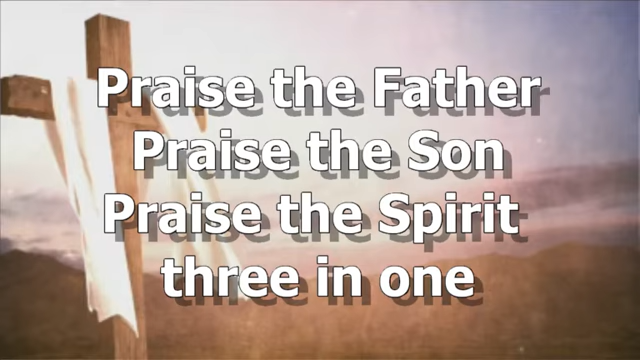 Praise the Father
Praise the Son
Praise the Spirit
three in one